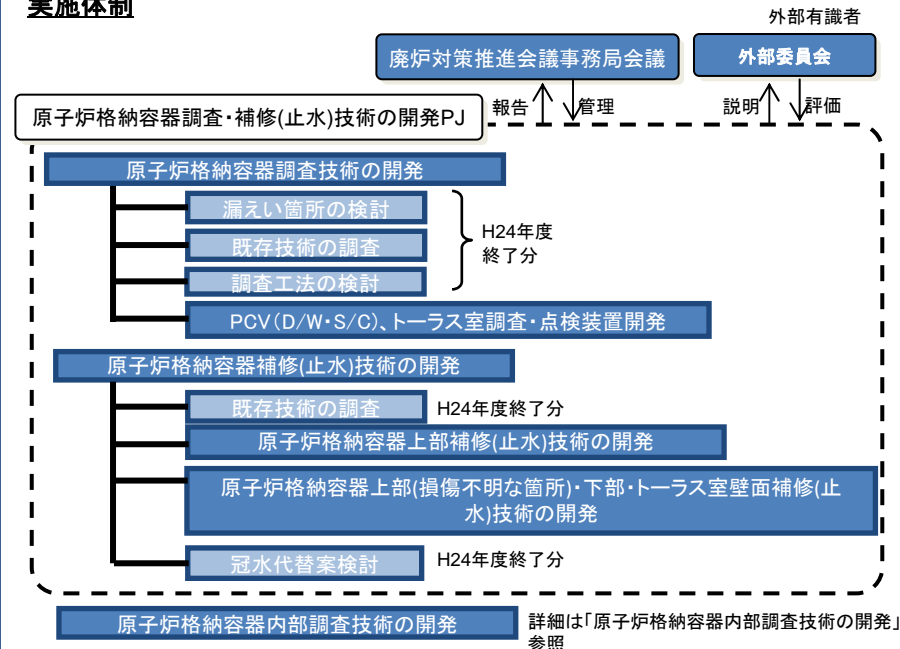 実施体制
外部有識者
廃炉対策推進会議事務局会議
外部委員会
報告
管理
説明
評価
原子炉格納容器調査・補修(止水)技術の開発PJ
原子炉格納容器調査技術の開発
漏えい箇所の検討
既存技術の調査
調査工法の検討
H24年度
終了分
PCV(D/W・S/C)、トーラス室調査・点検装置開発
原子炉格納容器補修(止水)技術の開発
既存技術の調査
H24年度終了分
原子炉格納容器上部補修(止水)技術の開発
原子炉格納容器上部(損傷不明な箇所)・下部・トーラス室壁面補修(止
水)技術の開発
冠水代替案検討
H24年度終了分
原子炉格納容器内部調査技術の開発
詳細は「原子炉格納容器内部調査技術の開発」
参照